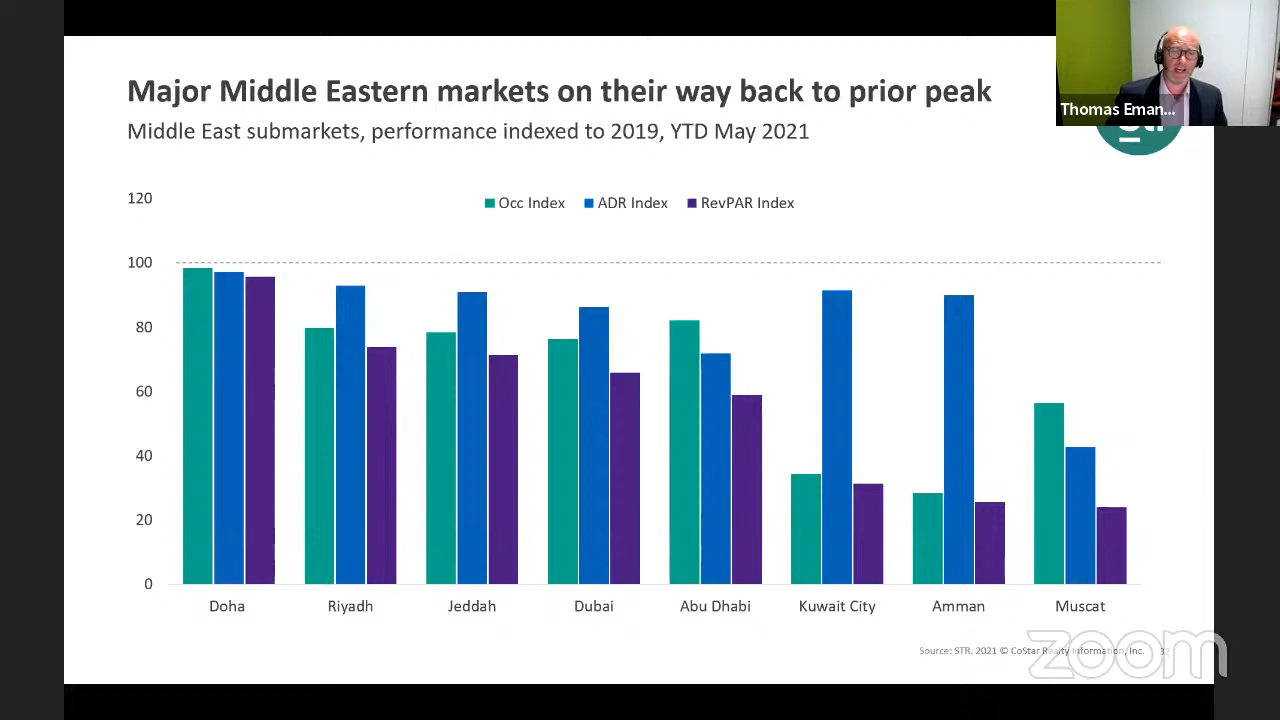 Major Middle Eastern markets on their way back to prior peak
Middle East submarkets, performance indexed to 2019, YTD May 2021
Thomas Eman...
120
Occ Index ADR Index RevPAR Index
100
80
60
40
20
0
Doha Riyadh Jeddah Dubai Abu Dhabi Kuwait City Amman Muscat
Source: STR. 2021 © CoStar Realty Information, Inc. 32
zoom